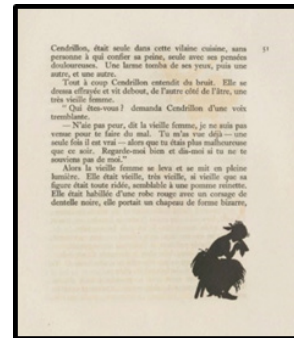 Cendrillon, était seule dans cette vilaine cuisine, sans
personne à qui confier sa peine, seule avec ses pensées
douloureuses. Une larme tomba de ses yeux, puis une
autre, et une autre.
Tout à coup Cendrillon entendit du bruit. Elle se
dressa effrayée et vit debout, de l'autre côté de l'âtre, une
très vieille femme.
" Qui êtes-vous ? demanda Cendrillon d'une voix
tremblante.
— N'aie pas peur, dit la vieille femme, je ne suis pas
venue pour te faire du mal. Tu m'as vue déjà — une
seule fois il est vrai — alors que tu étais plus malheureuse
que ce soir. Regarde-moi bien et dis-moi si tu ne te
souviens pas de moi."
Alors la vieille femme se leva et se mit en pleine
lumière. Elle était vieille, très vieille, si vieille que sa
figure était toute ridée, semblable à une pomme reinette.
Elle était habillée d'une robe rouge avec un corsage de
dentelle noire, elle portait un chapeau de forme bizarre,
51